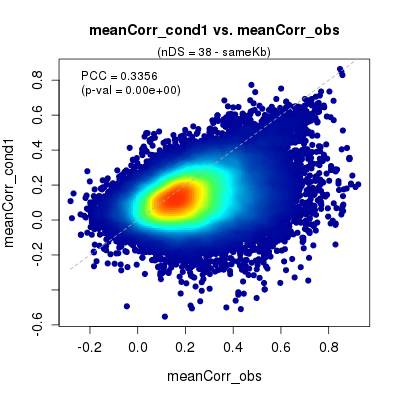 meanCorr_cond1 vs. meanCorr_obs
(nDS = 38 - sameKb)
PCC = 0.3356
(p-val = 0.00e+00)
meanCorr_cond1
0.8
0.6
0.4
0.2
0.0
-0.2
-0.6
-0.2
0.0
0.2
0.4
0.6
0.8
meanCorr_obs